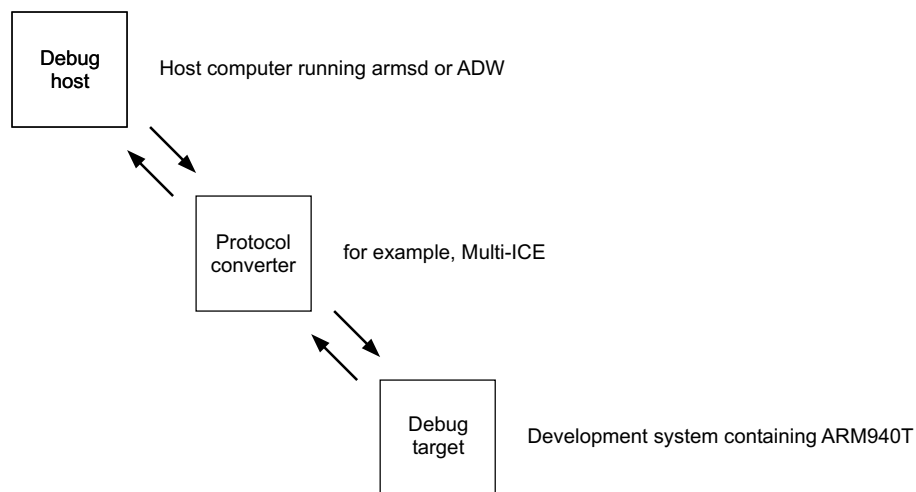 Debug
host
Host computer running armsd or ADW
Protocol
converter
for example, Multi-ICE
Debug
target
Development system containing ARM940T